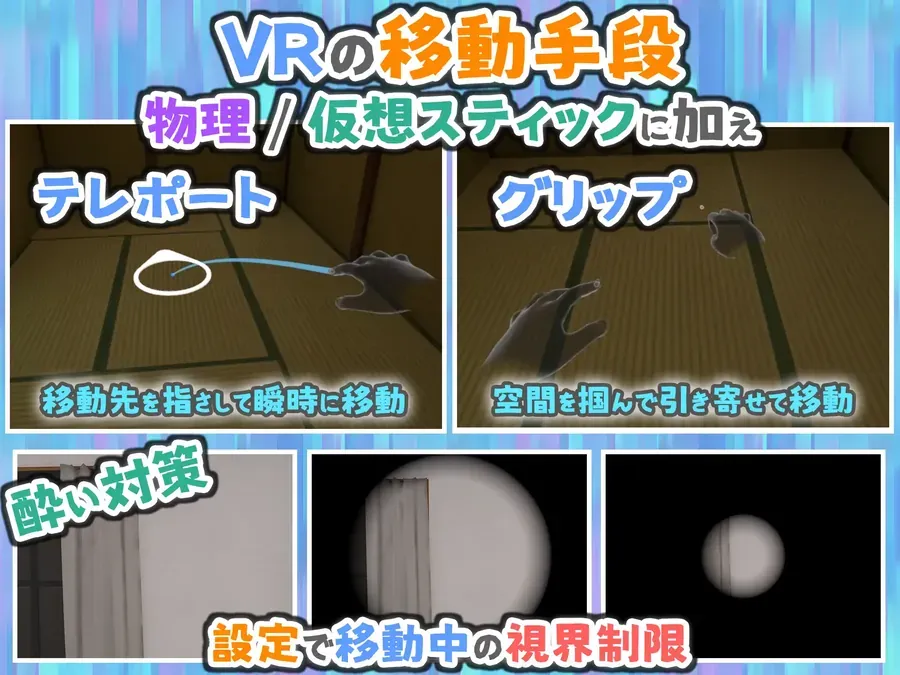 VRの移動手段
物理 / 仮想スティックに加え
テレポート
グリップ
移動先を指さして瞬時に移動
空間を掴んで引き寄せて移動
酔い対策
設定で移動中の視界制限